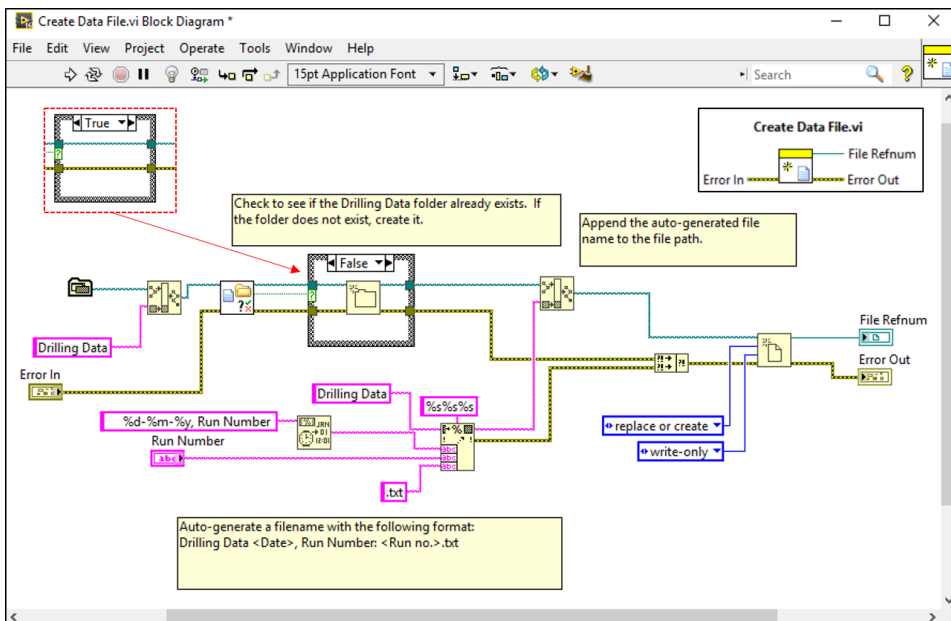 Create Data File.vi Block Diagram *
File Edit View Project Operate Tools Window Help
15pt Application Font
Search
True
Create Data File.vi
File Refnum
Error In
Error Out
Check to see if the Drilling Data folder already exists. If
the folder does not exist, create it.
Append the auto-generated file
name to the file path.
False
Drilling Data
Error In
File Refnum
Error Out
Drilling Data
%s%s%s
%d-%m-%y, Run Number
Run Number
abc
abc
abc
abc
.txt
replace or create
write-only
Auto-generate a filename with the following format:
Drilling Data <Date>, Run Number: <Run no.>.txt